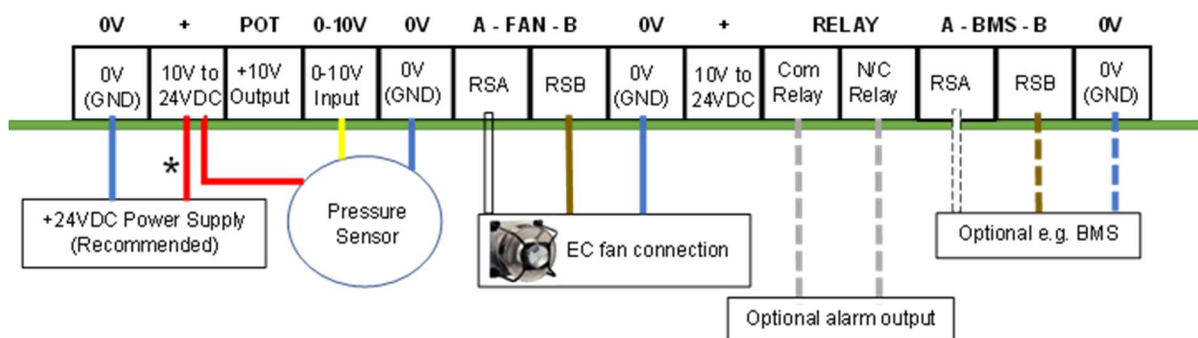 0V + POT 0-10V 0V A - FAN - B 0V + RELAY A - BMS - B 0V
0V
(GND)
10V to
24VDC
+10V
Output
0-10V
Input
0V
(GND)
RSA
RSB
0V
(GND)
10V to
24VDC
Com
Relay
N/C
Relay
RSA
RSB
0V
(GND)
*
+24VDC Power Supply
(Recommended)
Pressure
Sensor
EC fan connection
Optional e.g. BMS
Optional alarm output